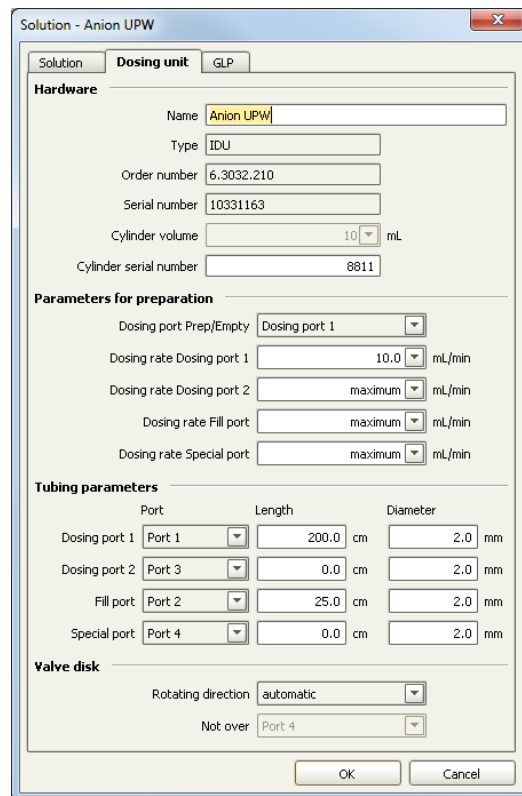 Solution - Anion UPW
Solution Dosing unit GLP
Hardware
Name Anion UPW
Type IDU
Order number 6.3032.210
Serial number 10331163
Cylinder volume 10 mL
Cylinder serial number 8811
Parameters for preparation
Dosing port Prep/Empty Dosing port 1
Dosing rate Dosing port 1 10.0 mL/min
Dosing rate Dosing port 2 maximum mL/min
Dosing rate Fill port maximum mL/min
Dosing rate Special port maximum mL/min
Tubing parameters
Port Length Diameter
Dosing port 1 Port 1 200.0 cm 2.0 mm
Dosing port 2 Port 3 0.0 cm 2.0 mm
Fill port Port 2 25.0 cm 2.0 mm
Special port Port 4 0.0 cm 2.0 mm
Valve disk
Rotating direction automatic
Not over Port 4
OK Cancel